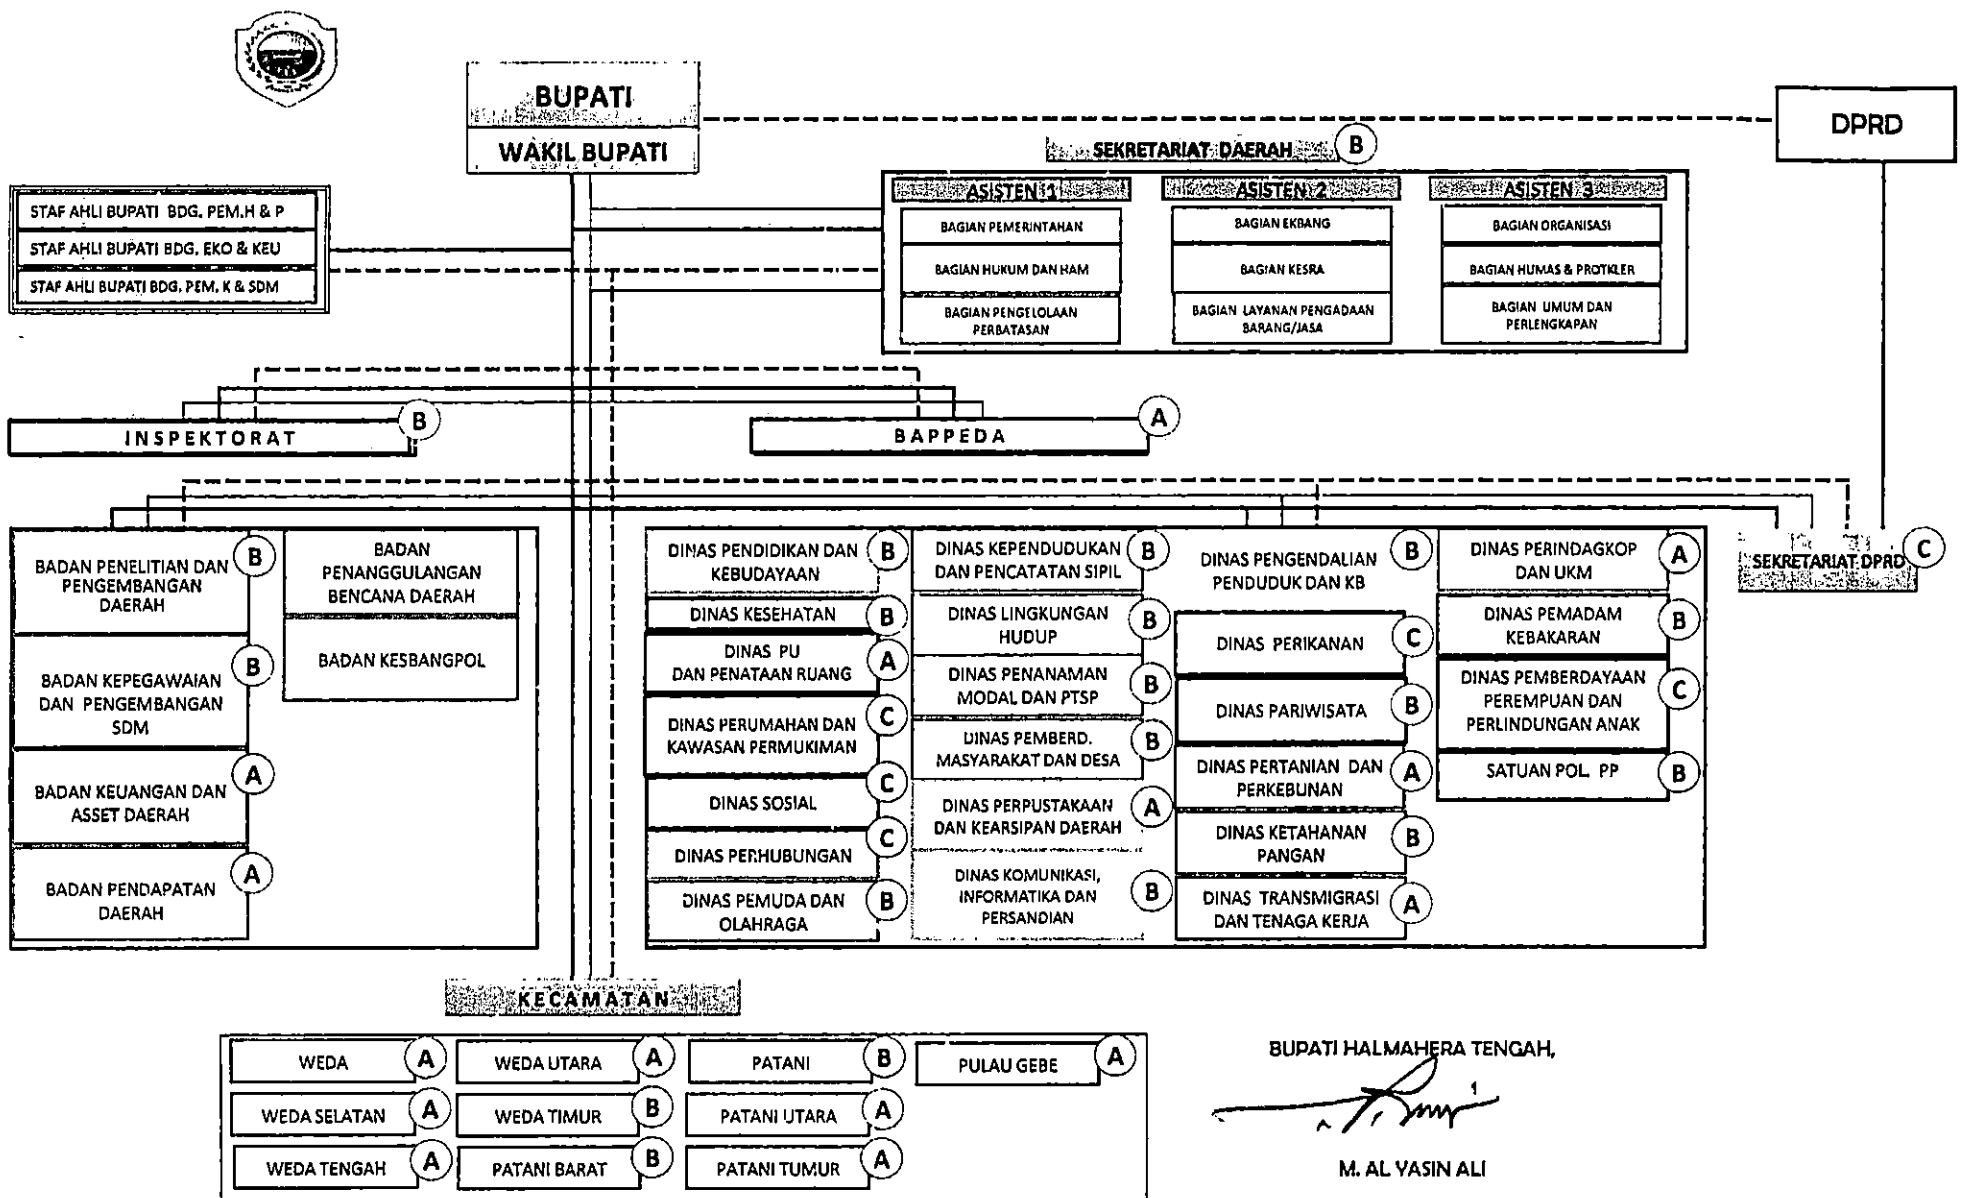 BUPATI
WAKIL BUPATI
DPRD
SEKRETARIAT DAERAH
B
ASISTEN 1
BAGIAN PEMERINTAHAN
BAGIAN HUKUM DAN HAM
BAGIAN PENGELOLAAN
PERBATASAN
ASISTEN 2
BAGIAN EKBANG
BAGIAN KESRA
BAGIAN LAYANAN PENGADAAN
BARANG/JASA
ASISTEN 3
BAGIAN ORGANISASI
BAGIAN HUMAS & PROTKLER
BAGIAN UMUM DAN
PERLENGKAPAN
STAF AHLI BUPATI BDG. PEM.H & P
STAF AHLI BUPATI BDG. EKO & KEU
STAF AHLI BUPATI BDG. PEM. K & SDM
INSPEKTORAT
B
BAPPEDA
A
BADAN PENELITIAN DAN
PENGEMBANGAN
DAERAH
B
BADAN KEPEGAWAIAN
DAN PENGEMBANGAN
SDM
B
BADAN KEUANGAN DAN
ASSET DAERAH
A
BADAN PENDAPATAN
DAERAH
A
BADAN
PENANGGULANGAN
BENCANA DAERAH
BADAN KESBANGPOL
DINAS PENDIDIKAN DAN
KEBUDAYAAN
B
DINAS KESEHATAN
B
DINAS PU
DAN PENATAAN RUANG
A
DINAS PERUMAHAN DAN
KAWASAN PERMUKIMAN
C
DINAS SOSIAL
C
DINAS PERHUBUNGAN
C
DINAS PEMUDA DAN
OLAHRAGA
B
DINAS KEPENDUDUKAN
DAN PENCATATAN SIPIL
B
DINAS LINGKUNGAN
HUDUP
B
DINAS PENANAMAN
MODAL DAN PTSP
B
DINAS PEMBERD.
MASYARAKAT DAN DESA
B
DINAS PERPUSTAKAAN
DAN KEARSIPAN DAERAH
A
DINAS KOMUNIKASI,
INFORMATIKA DAN
PERSANDIAN
B
DINAS PENGENDALIAN
PENDUDUK DAN KB
B
DINAS PERIKANAN
C
DINAS PARIWISATA
B
DINAS PERTANIAN DAN
PERKEBUNAN
A
DINAS KETAHANAN
PANGAN
B
DINAS TRANSMIGRASI
DAN TENAGA KERJA
A
DINAS PERINDAGKOP
DAN UKM
A
DINAS PEMADAM
KEBAKARAN
B
DINAS PEMBERDAYAAN
PEREMPUAN DAN
PERLINDUNGAN ANAK
C
SATUAN POL. PP
B
SEKRETARIAT DPRD
C
KECAMATAN
WEDA
A
WEDA SELATAN
A
WEDA TENGAH
A
WEDA UTARA
A
WEDA TIMUR
B
PATANI BARAT
B
PATANI
B
PATANI UTARA
A
PATANI TUMUR
A
PULAU GEBE
A
BUPATI HALMAHERA TENGAH,
M. AL YASIN ALI